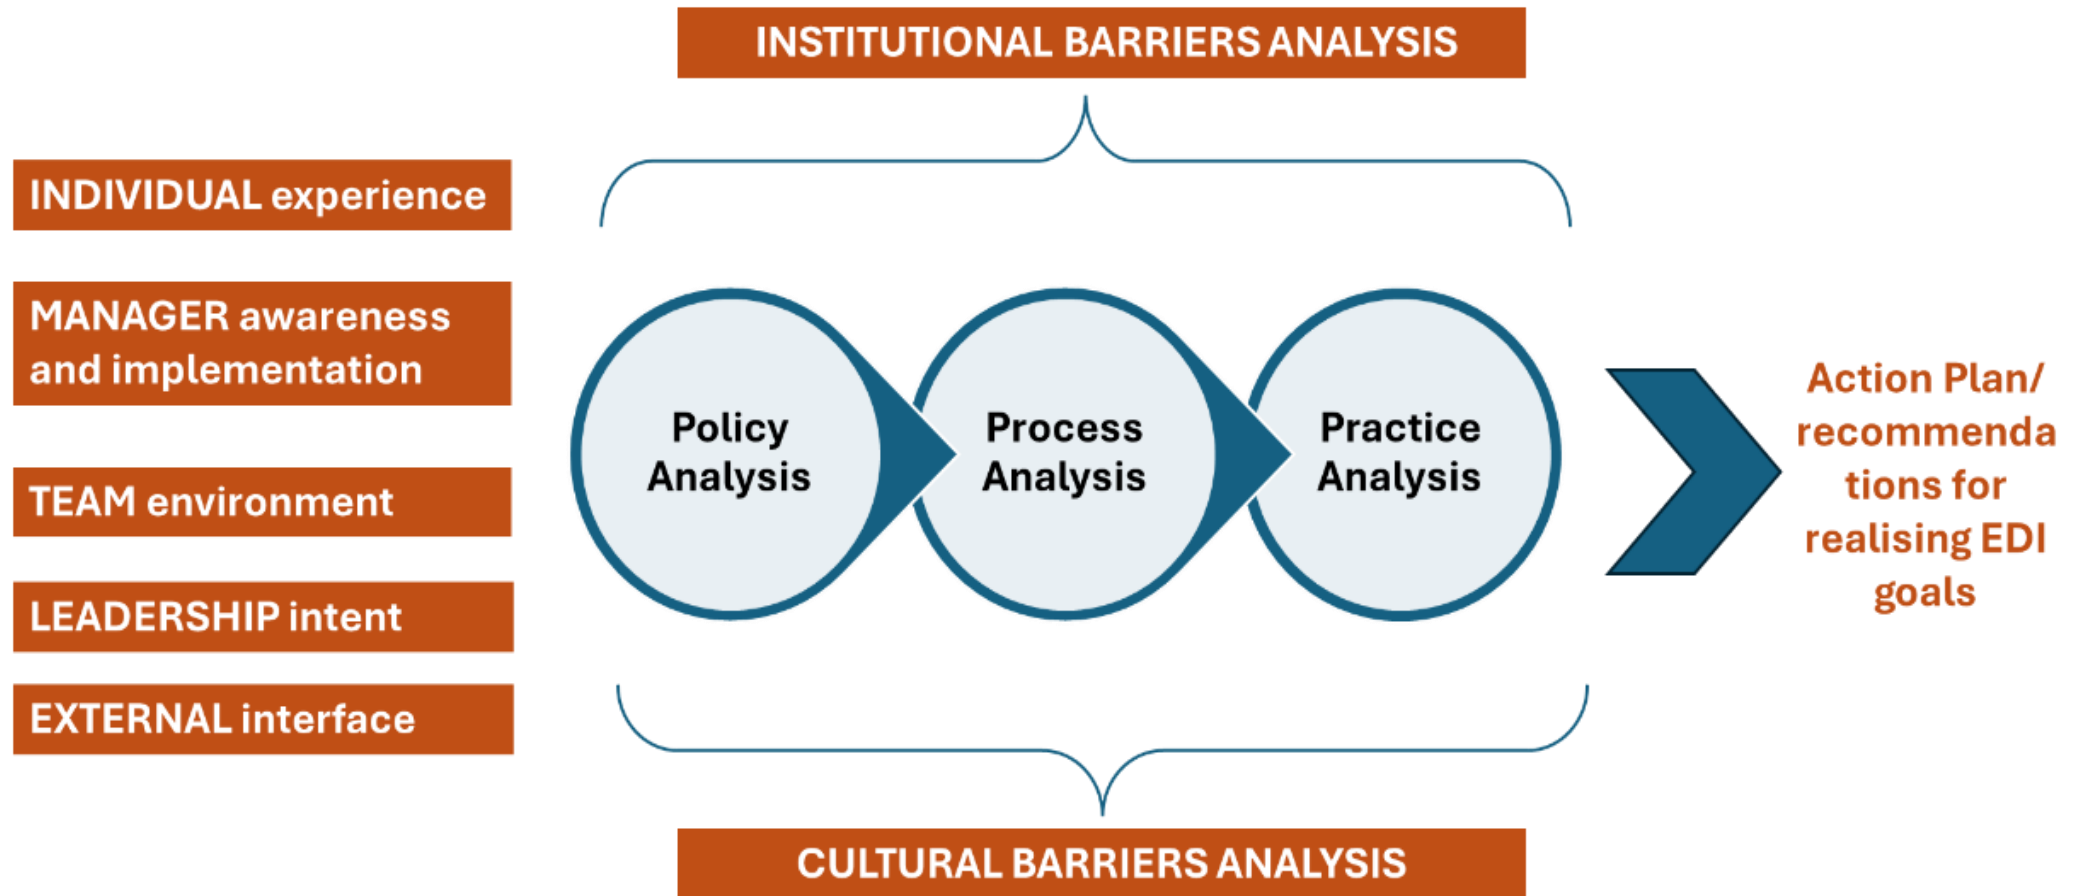 INSTITUTIONAL BARRIERS ANALYSIS
INDIVIDUAL experience
MANAGER awareness
and implementation
TEAM environment
LEADERSHIP intent
EXTERNAL interface
Policy
Analysis
Process
Analysis
Practice
Analysis
Action Plan/
recommenda
tions for
realising EDI
goals
CULTURAL BARRIERS ANALYSIS